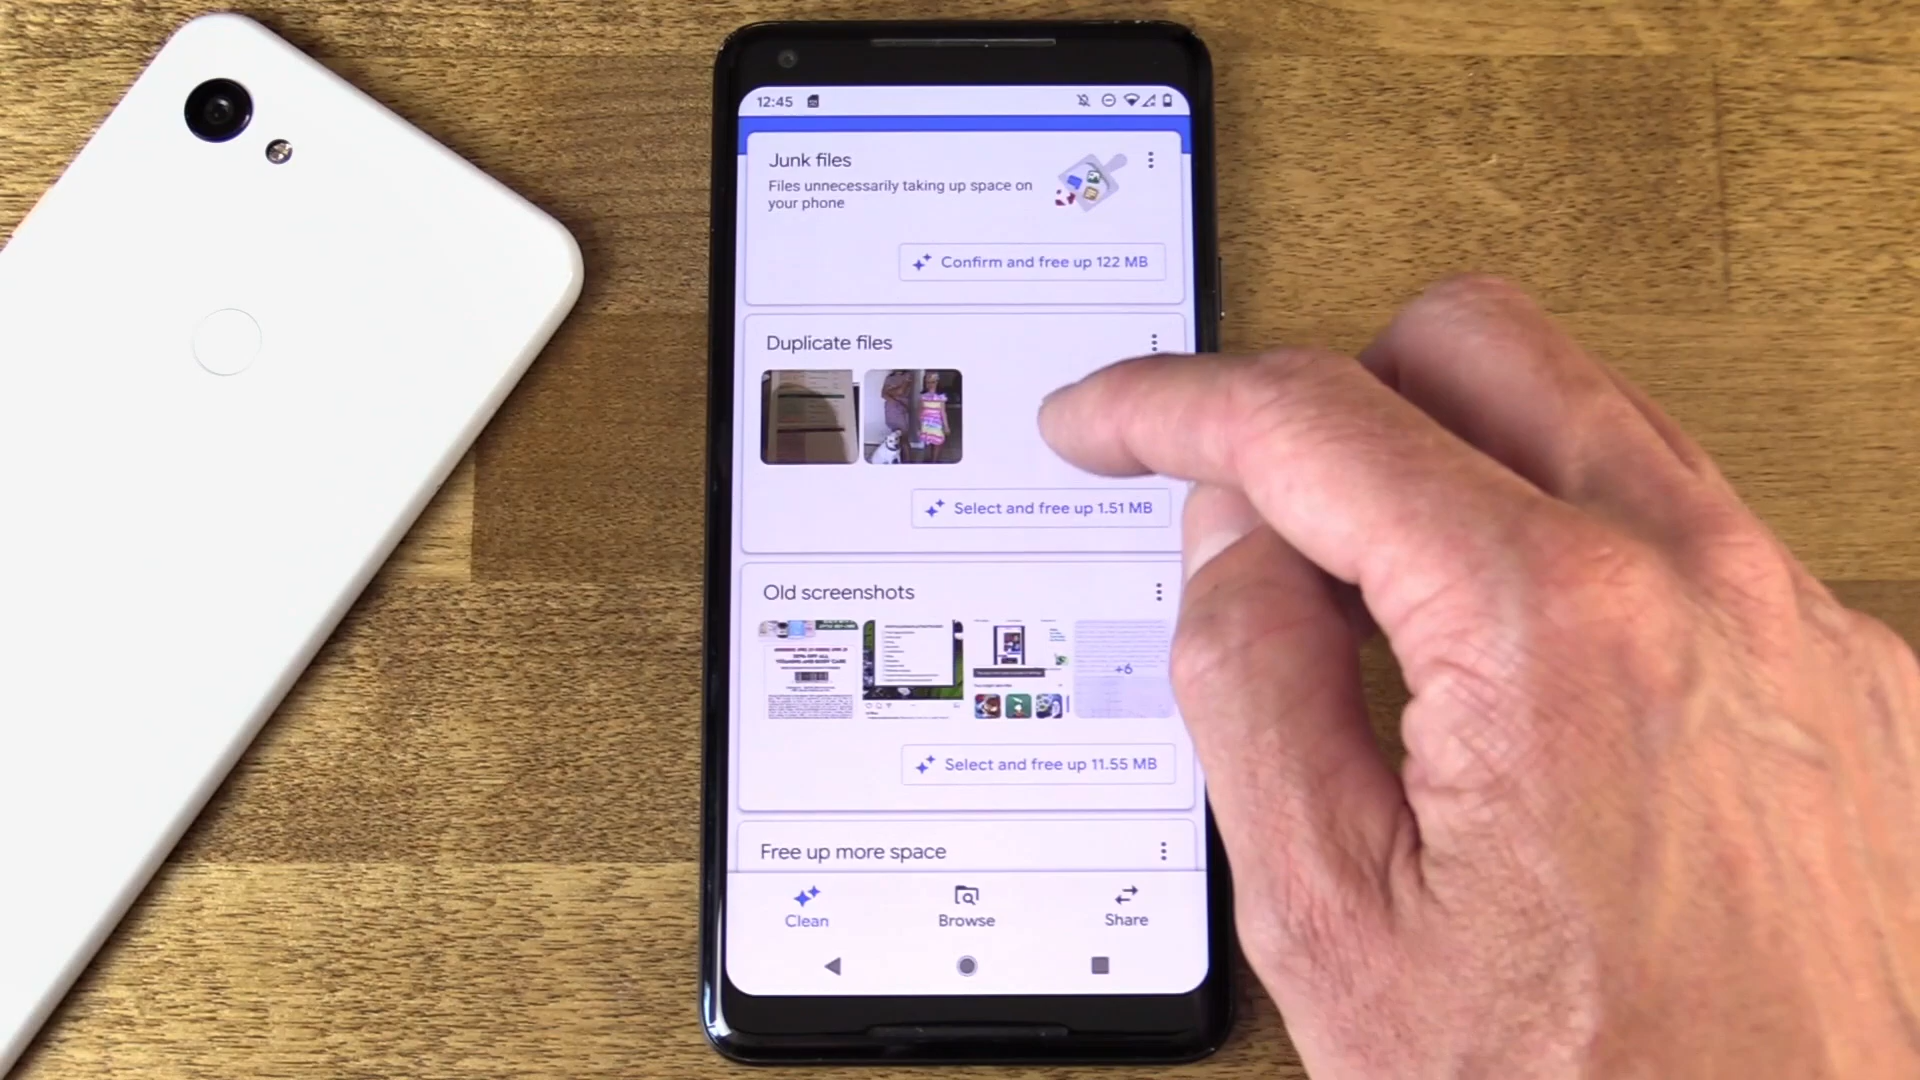 12:45
Junk files
Files unnecessarily taking up space on
your phone
Confirm and free up 122 MB
Duplicate files
Select and free up 1.51 MB
Old screenshots
+6
Select and free up 11.55 MB
Free up more space
Clean
Browse
Share